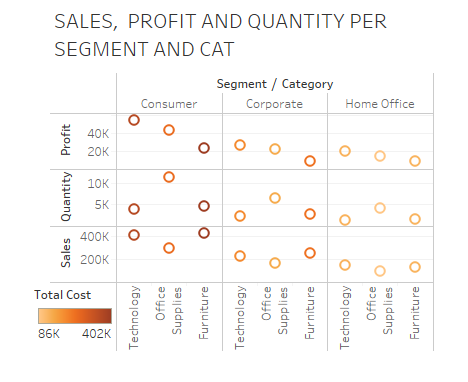 SALES,  PROFIT AND QUANTITY PER
SEGMENT AND CAT
Segment / Category
Consumer
Corporate
Home Office
Profit
40K
20K
Quantity
10K
5K
Sales
400K
200K
Technology
Office
Supplies
Furniture
Technology
Office
Supplies
Furniture
Technology
Office
Supplies
Furniture
Total Cost
86K
402K